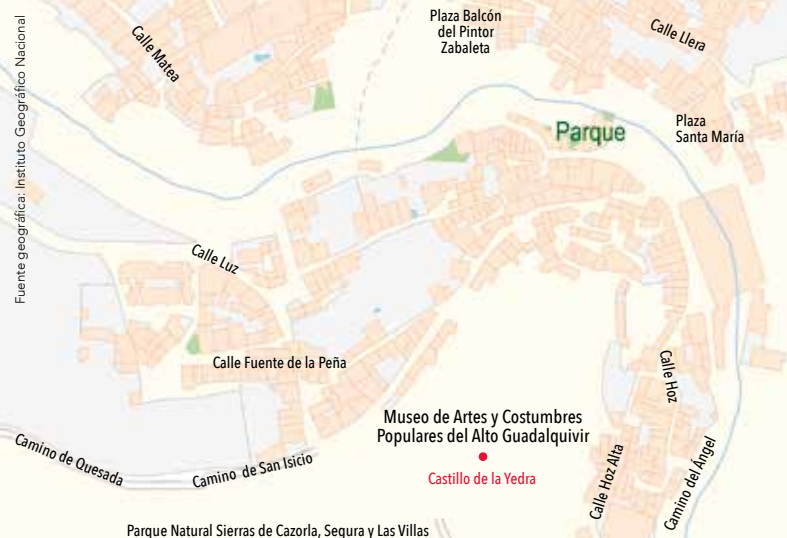 Fuente geográfica: Instituto Geográfico Nacional
Calle Matea
Plaza Balcón
del Pintor
Zabaleta
Calle Llera
Parque
Plaza
Santa María
Calle Luz
Calle Fuente de la Peña
Calle Hoz
Museo de Artes y Costumbres
Populares del Alto Guadalquivir
Castillo de la Yedra
Camino de Quesada
Camino de San Isicio
Calle Hoz Alta
Camino del Ángel
Parque Natural Sierras de Cazorla, Segura y Las Villas